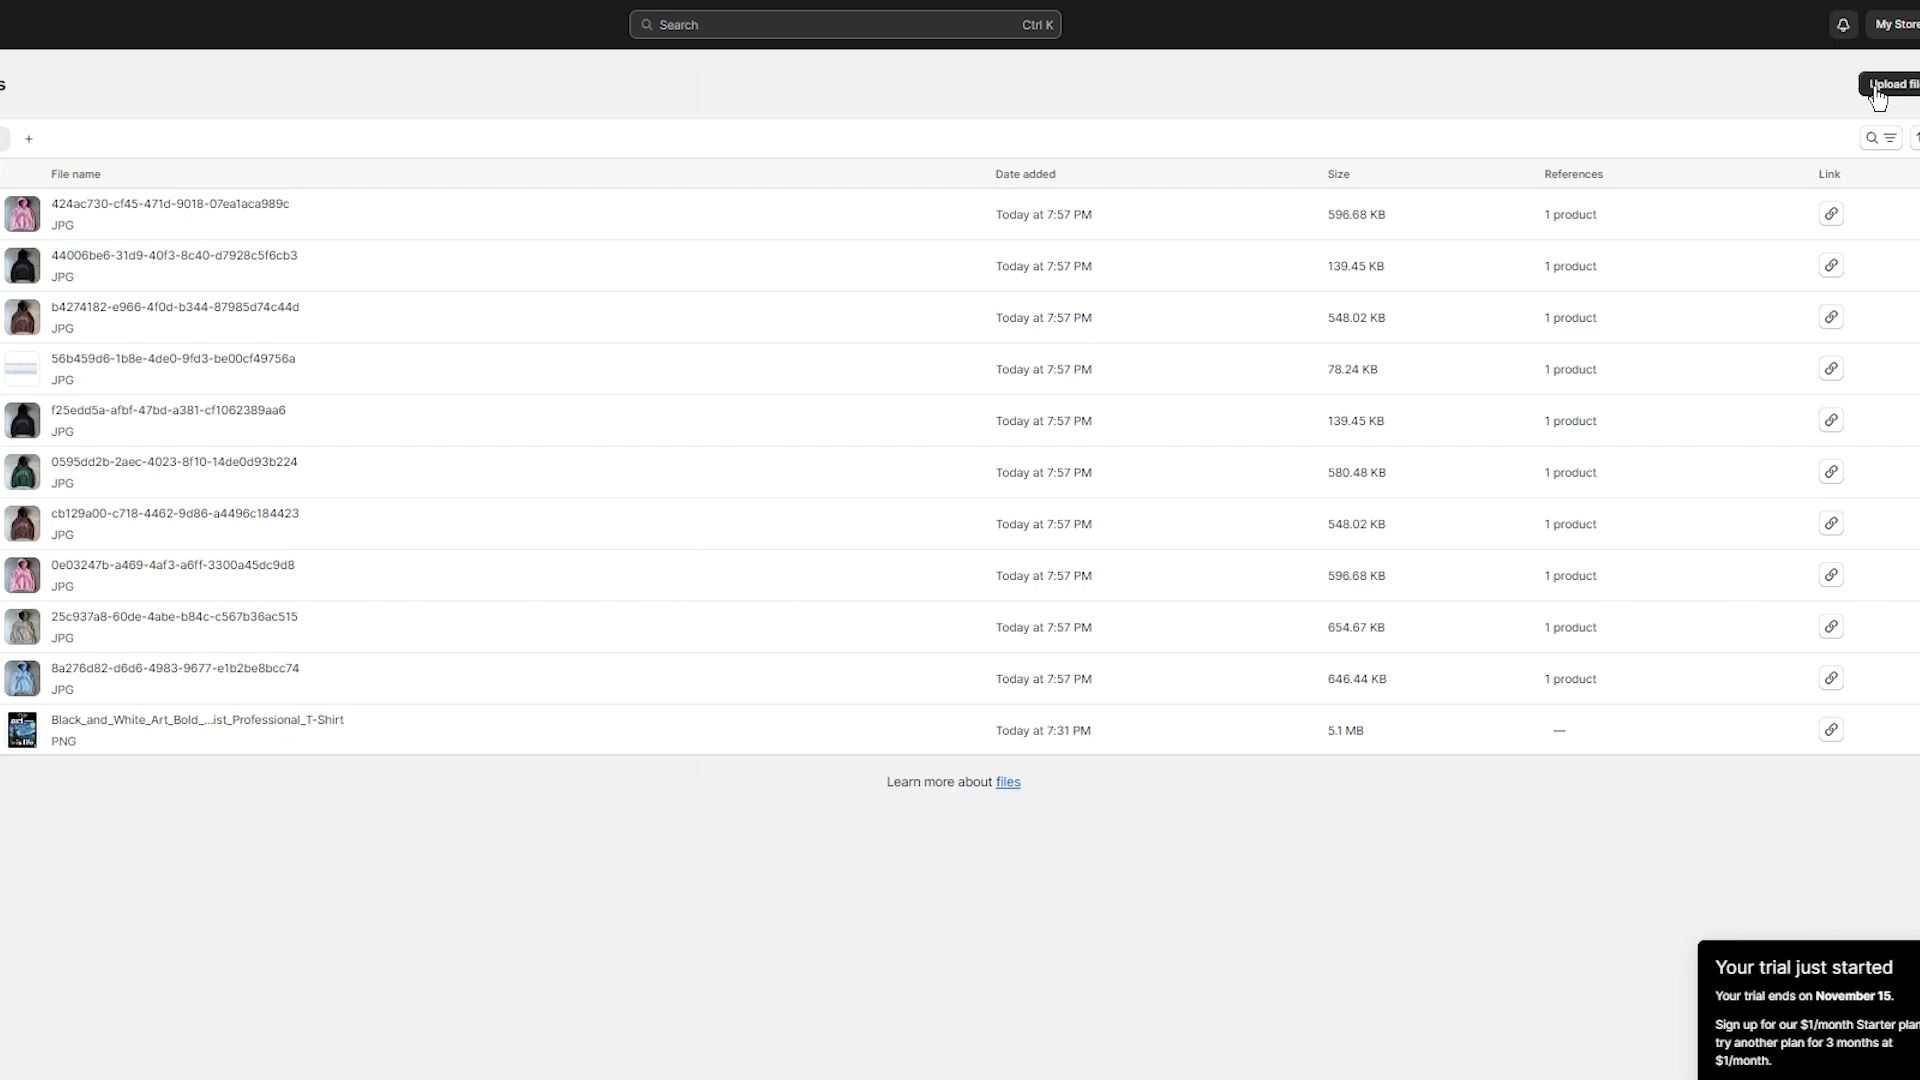 Search Ctrl K
My Store
s
Upload fil
+
File name Date added Size References Link
424ac730-cf45-471d-9018-07ea1aca989c
JPG
Today at 7:57 PM 596.68 KB 1 product
44006be6-31d9-40f3-8c40-d7928c5f6cb3
JPG
Today at 7:57 PM 139.45 KB 1 product
b4274182-e966-4f0d-b344-87985d74c44d
JPG
Today at 7:57 PM 548.02 KB 1 product
56b459d6-1b8e-4de0-9fd3-be00cf49756a
JPG
Today at 7:57 PM 78.24 KB 1 product
f25edd5a-afbf-47bd-a381-cf1062389aa6
JPG
Today at 7:57 PM 139.45 KB 1 product
0595dd2b-2aec-4023-8f10-14de0d93b224
JPG
Today at 7:57 PM 580.48 KB 1 product
cb129a00-c718-4462-9d86-a4496c184423
JPG
Today at 7:57 PM 548.02 KB 1 product
0e03247b-a469-4af3-a6ff-3300a45dc9d8
JPG
Today at 7:57 PM 596.68 KB 1 product
25c937a8-60de-4abe-b84c-c567b36ac515
JPG
Today at 7:57 PM 654.67 KB 1 product
8a276d82-d6d6-4983-9677-e1b2be8bcc74
JPG
Today at 7:57 PM 646.44 KB 1 product
Black_and_White_Art_Bold_...ist_Professional_T-Shirt
PNG
Today at 7:31 PM 5.1 MB —
Learn more about files
Your trial just started
Your trial ends on November 15.
Sign up for our $1/month Starter plan
try another plan for 3 months at
$1/month.